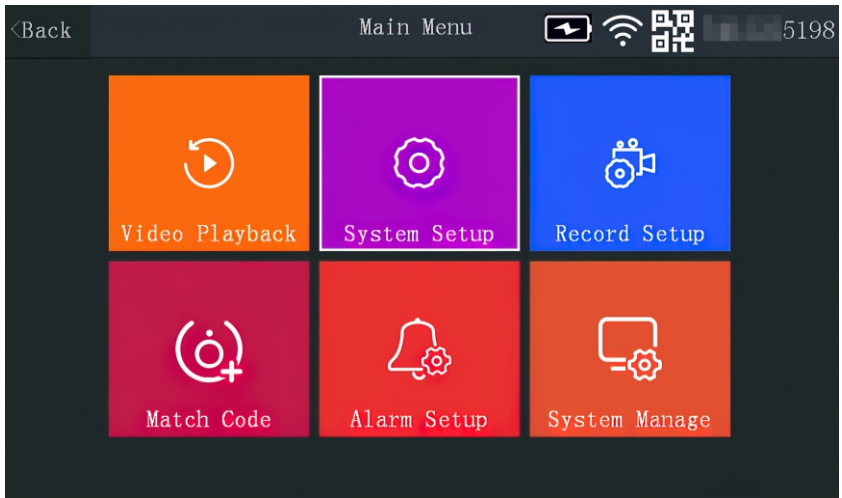 <Back
Main Menu
5198
Video Playback
System Setup
Record Setup
Match Code
Alarm Setup
System Manage